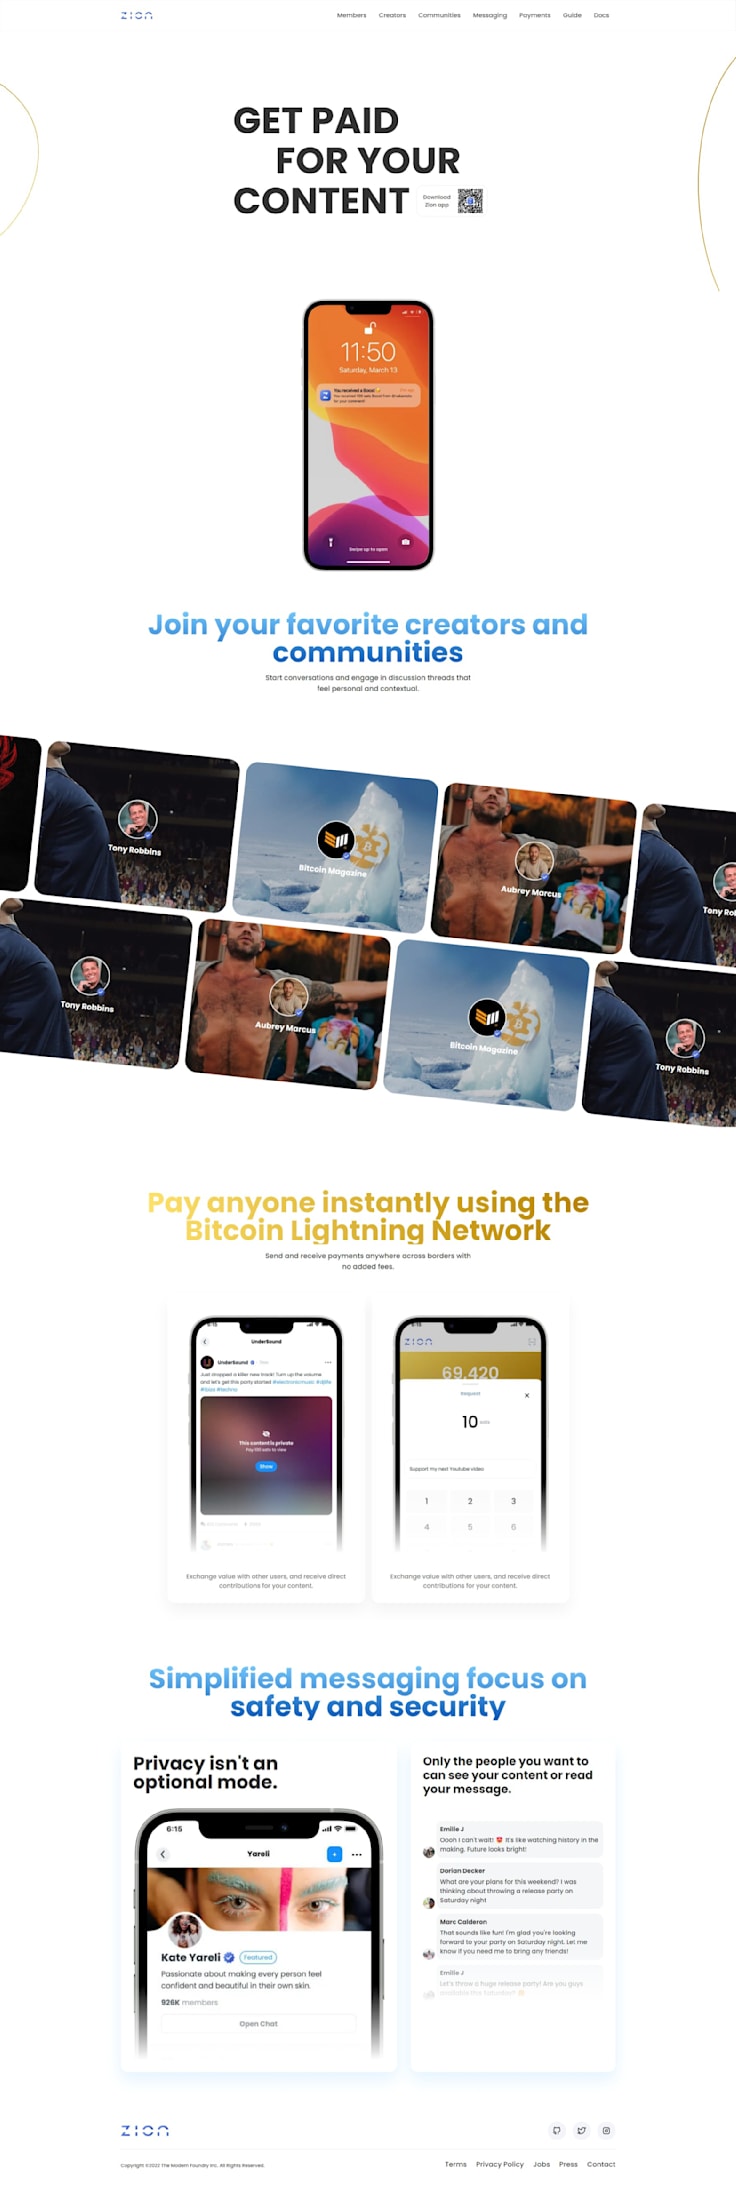 ZION
Members Creators Communities Messaging Payments Guide Docs
GET PAID
FOR YOUR
CONTENT
Download
Zion app
11:50
Saturday, March 13
You received a Boost
for your comment!
Swipe up to open
Join your favorite creators and
communities
Start conversations and engage in discussion threads that
feel personal and contextual.
Tony Robbins
Bitcoin Magazine
Aubrey Marcus
Tony Rob
Tony Robbins
Aubrey Marcus
Bitcoin Magazine
Tony Robbins
Pay anyone instantly using the
Bitcoin Lightning Network
Send and receive payments anywhere across borders with
no added fees.
UnderSound
UnderSound
Just dropped a killer new track! Turn up the volume
and let's get this party started #electronicmusic #djlife
#bass #techno
This content is private
Pay 100 sats to view
Show
Exchange value with other users, and receive direct
contributions for your content.
6:15
ZION
69,420
Request
10 sats
Support my next Youtube video
1 2 3
4 5 6
Exchange value with other users, and receive direct
contributions for your content.
Simplified messaging focus on
safety and security
Privacy isn't an
optional mode.
6:15
Yareli
Kate Yareli Featured
Passionate about making every person feel
confident and beautiful in their own skin.
926K members
Open Chat
Only the people you want to
can see your content or read
your message.
Emilie J
Oooh I can't wait! 😍 It's like watching history in the
making. Future looks bright!
Dorian Decker
What are your plans for this weekend? I was
thinking about throwing a release party on
Saturday night
Marc Calderon
That sounds like fun! I'm glad you're looking
forward to your party on Saturday night. Let me
know if you need me to bring any friends!
Emilie J
Let's throw a huge release party! Are you guys
available this Saturday?
ZION
Copyright ©2022 The Modern Foundry Inc. All Rights Reserved.
Terms Privacy Policy Jobs Press Contact